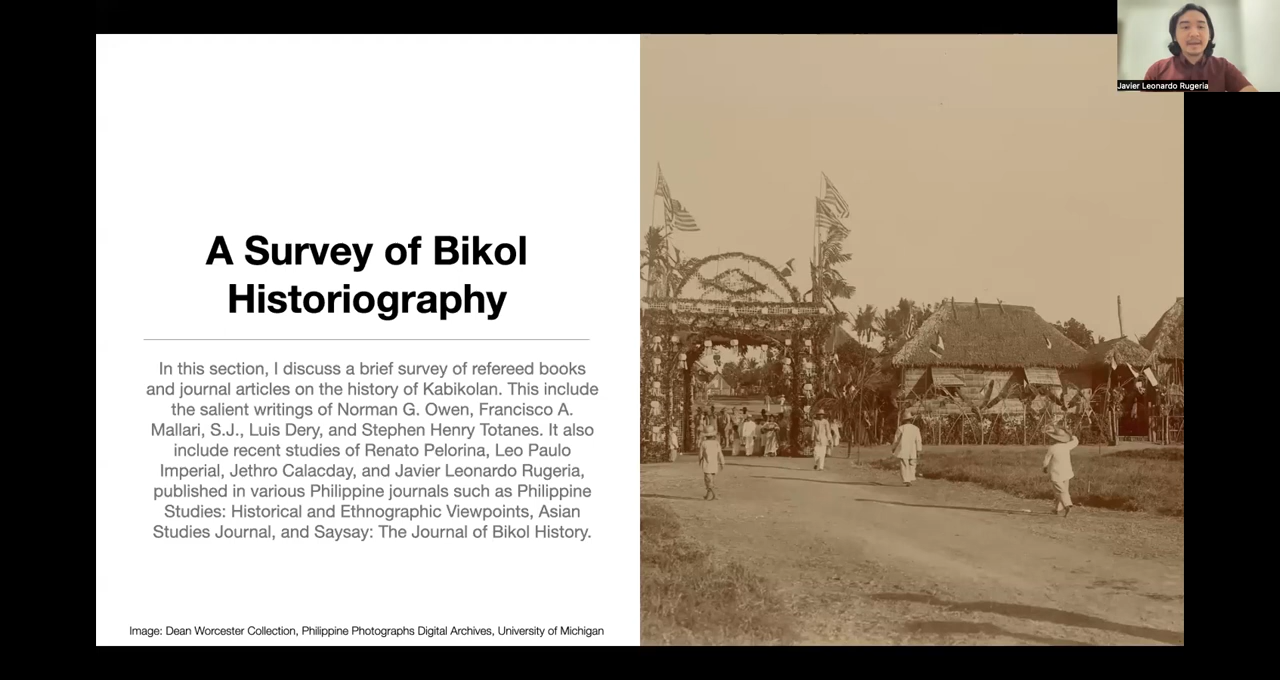 Javier Leonardo Rugeria
A Survey of Bikol
Historiography
In this section, I discuss a brief survey of refereed books
and journal articles on the history of Kabikolan. This include
the salient writings of Norman G. Owen, Francisco A.
Mallari, S.J., Luis Dery, and Stephen Henry Totanes. It also
include recent studies of Renato Pelorina, Leo Paulo
Imperial, Jethro Calacday, and Javier Leonardo Rugeria,
published in various Philippine journals such as Philippine
Studies: Historical and Ethnographic Viewpoints, Asian
Studies Journal, and Saysay: The Journal of Bikol History.
Image: Dean Worcester Collection, Philippine Photographs Digital Archives, University of Michigan